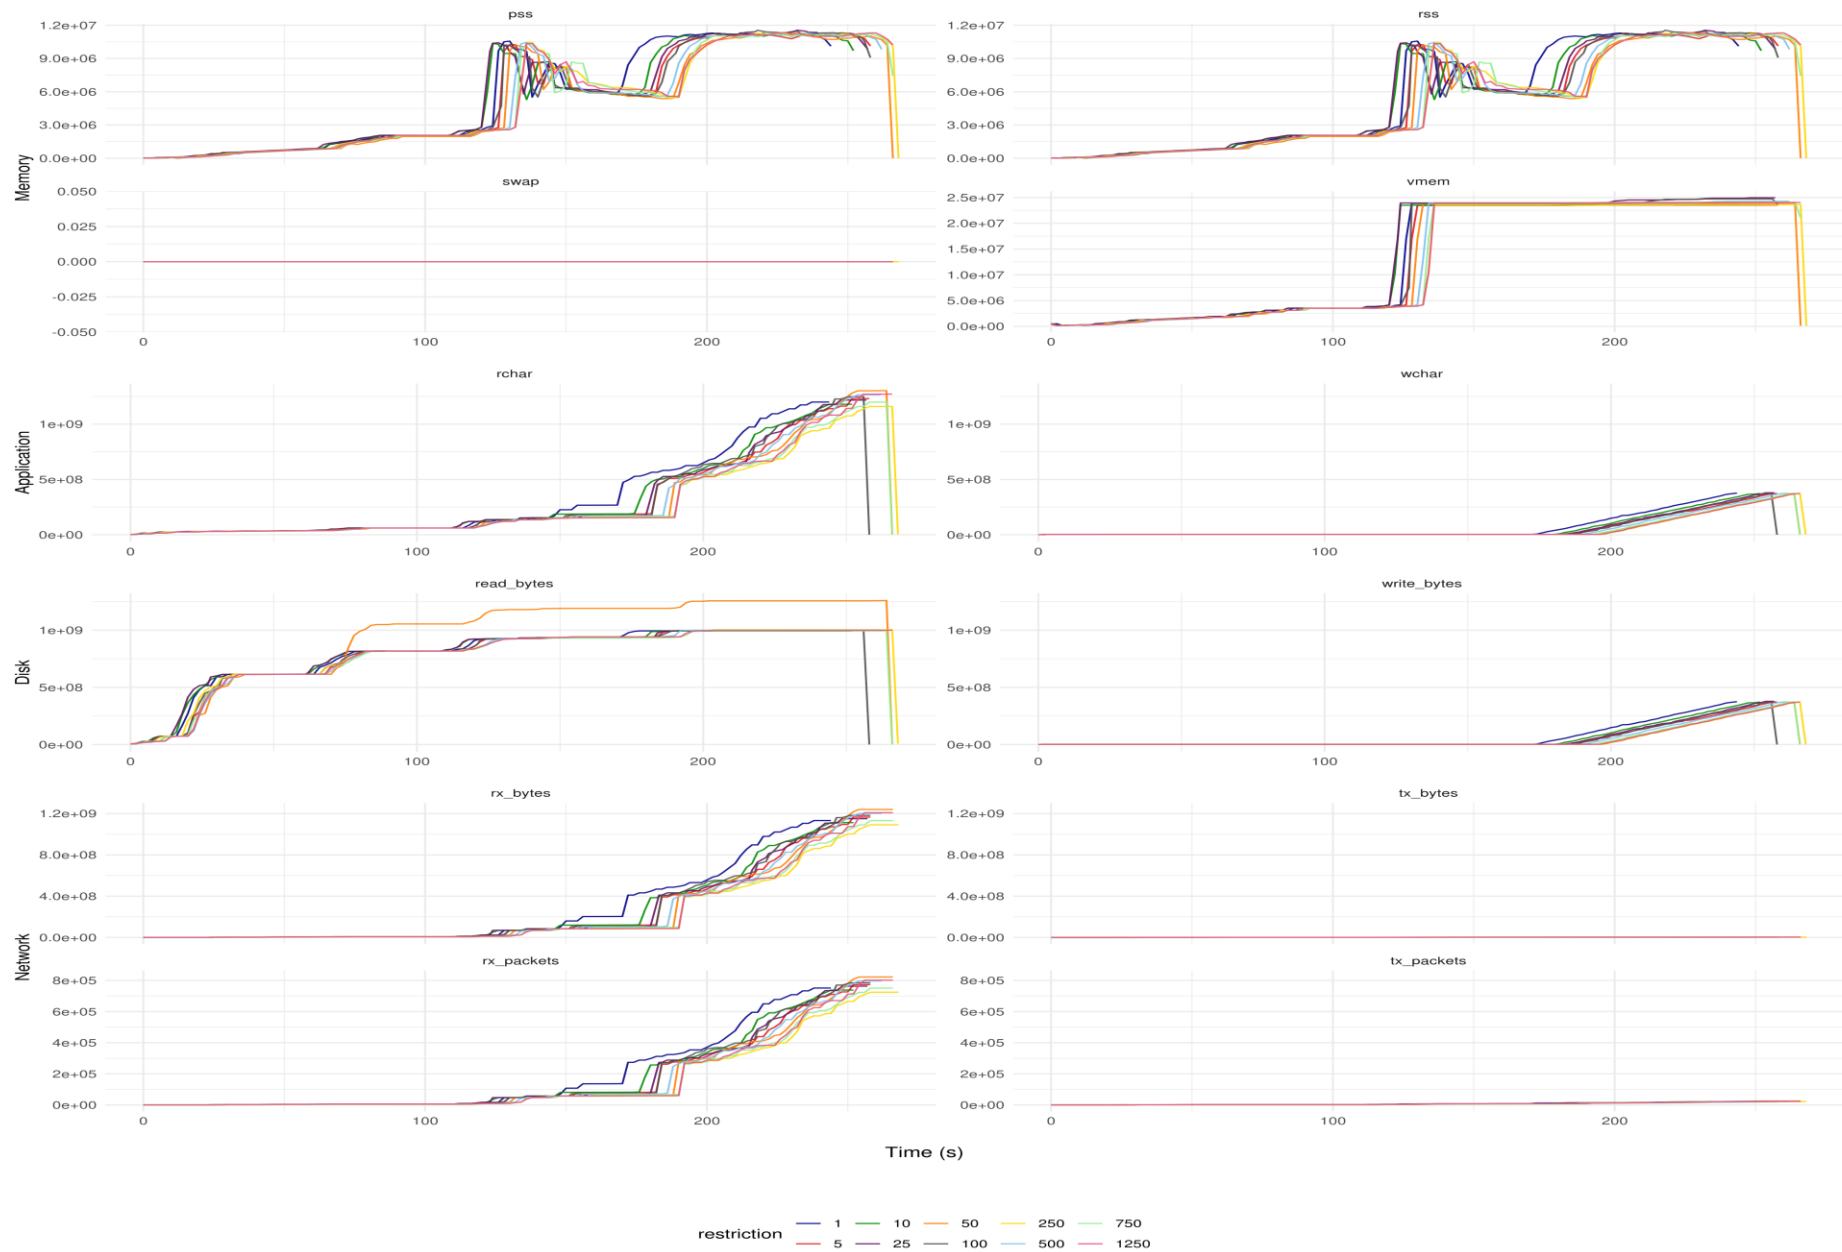 pss rss
1.2e+07 1.2e+07
9.0e+06 9.0e+06
6.0e+06 6.0e+06
3.0e+06 3.0e+06
0.0e+00 0.0e+00
Memory
swap vmem
0.050 2.5e+07
0.025 2.0e+07
0.000 1.5e+07
-0.025 1.0e+07
-0.050 5.0e+06
0.0e+00
0 100 200 0 100 200
rchar wchar
1e+09 1e+09
Application
5e+08 5e+08
0e+00 0e+00
0 100 200 0 100 200
read_bytes write_bytes
1e+09 1e+09
Disk
5e+08 5e+08
0e+00 0e+00
0 100 200 0 100 200
rx_bytes tx_bytes
1.2e+09 1.2e+09
8.0e+08 8.0e+08
4.0e+08 4.0e+08
0.0e+00 0.0e+00
Network
rx_packets tx_packets
8e+05 8e+05
6e+05 6e+05
4e+05 4e+05
2e+05 2e+05
0e+00 0e+00
0 100 200 0 100 200
Time (s)
restriction
1 10 50 250 750
5 25 100 500 1250